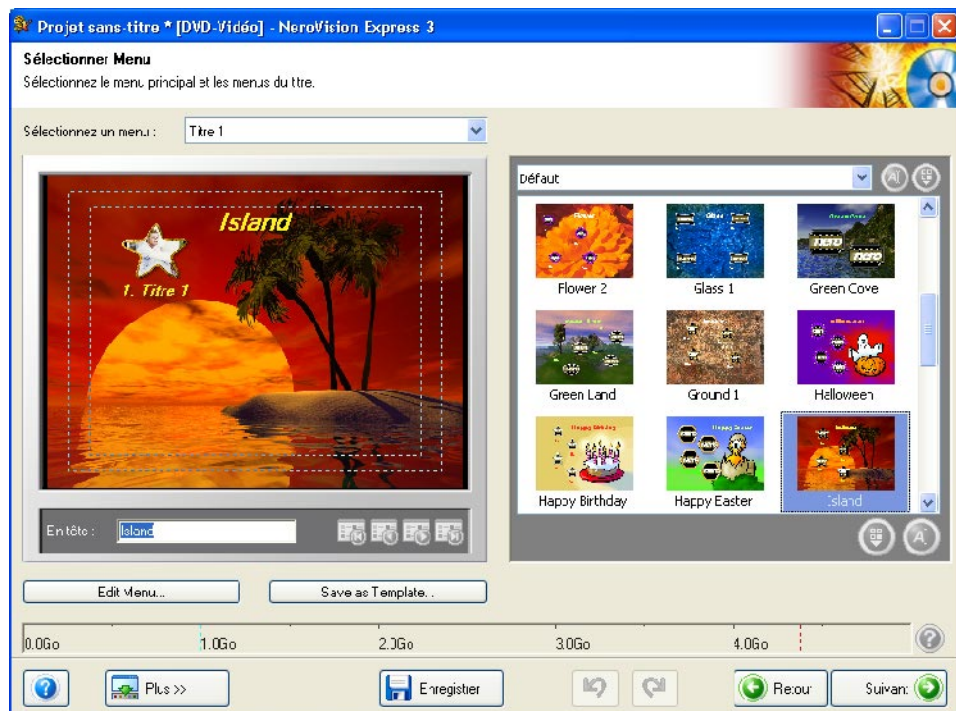 Projet sans-titre * [DVD-Vidéo] - NeroVision Express 3
Sélectionner Menu
Sélectionnez le menu principal et les menus du titre.
Sélectionnez un menu :
Titre 1
Island
1. Titre 1
En tête :
Island
Edit Menu...
Save as Template...
Défaut
Flower 2
Glass 1
Green Cove
Green Land
Ground 1
Halloween
Happy Birthday
Happy Easter
Island
0.0Go
1.0Go
2.0Go
3.0Go
4.0Go
Plus >>
Enregistrer
Retour
Suivant